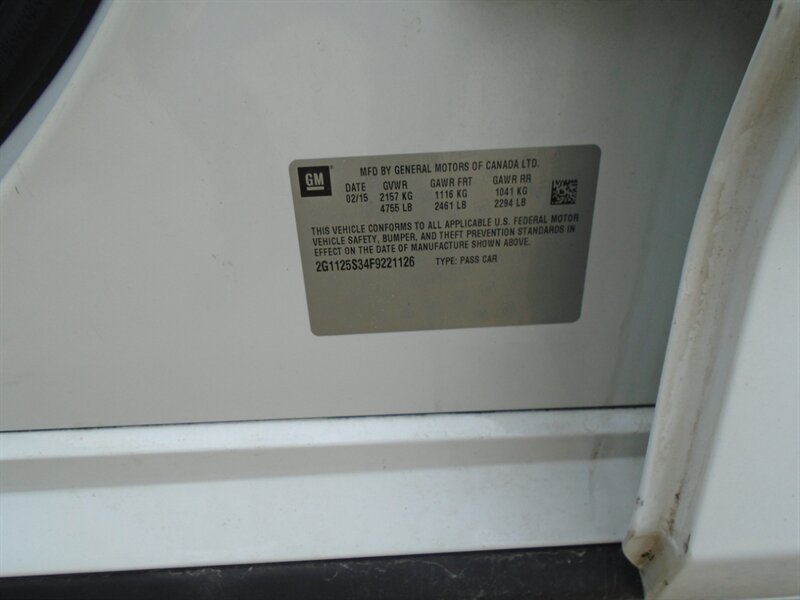 MFD BY GENERAL MOTORS OF CANADA LTD.
GM
DATE GVWR GAWR FRT GAWR RR
02/15 2157 KG 1116 KG 1041 KG
4755 LB 2461 LB 2294 LB
THIS VEHICLE CONFORMS TO ALL APPLICABLE U.S. FEDERAL MOTOR
VEHICLE SAFETY, BUMPER, AND THEFT PREVENTION STANDARDS IN
EFFECT ON THE DATE OF MANUFACTURE SHOWN ABOVE.
2G1125S34F9221126 TYPE: PASS CAR